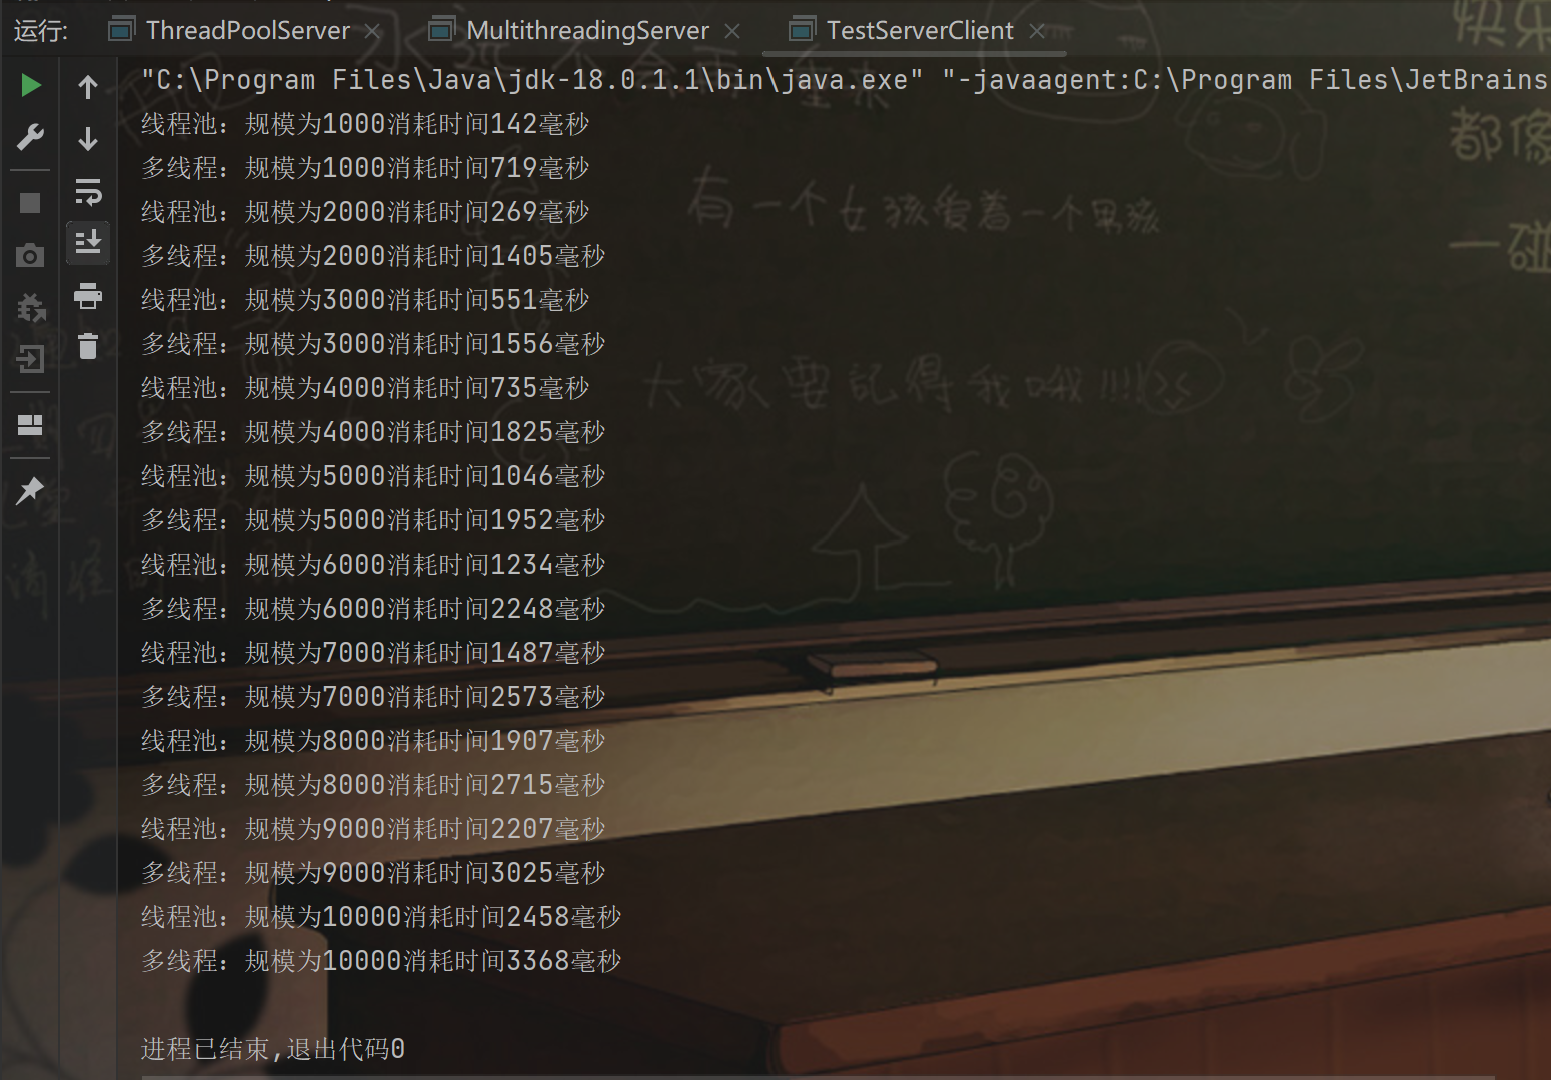 运行: ThreadPoolServer MultithreadingServer TestServerClient
"C:\Program Files\Java\jdk-18.0.1.1\bin\java.exe" "-javaagent:C:\Program Files\JetBrains
线程池：规模为1000消耗时间142毫秒
多线程：规模为1000消耗时间719毫秒
线程池：规模为2000消耗时间269毫秒
多线程：规模为2000消耗时间1405毫秒
线程池：规模为3000消耗时间551毫秒
多线程：规模为3000消耗时间1556毫秒
线程池：规模为4000消耗时间735毫秒
多线程：规模为4000消耗时间1825毫秒
线程池：规模为5000消耗时间1046毫秒
多线程：规模为5000消耗时间1952毫秒
线程池：规模为6000消耗时间1234毫秒
多线程：规模为6000消耗时间2248毫秒
线程池：规模为7000消耗时间1487毫秒
多线程：规模为7000消耗时间2573毫秒
线程池：规模为8000消耗时间1907毫秒
多线程：规模为8000消耗时间2715毫秒
线程池：规模为9000消耗时间2207毫秒
多线程：规模为9000消耗时间3025毫秒
线程池：规模为10000消耗时间2458毫秒
多线程：规模为10000消耗时间3368毫秒
进程已结束,退出代码0
快乐
都像
一碰
有一个女孩爱着一个男孩
大家要記得我哦!!!!